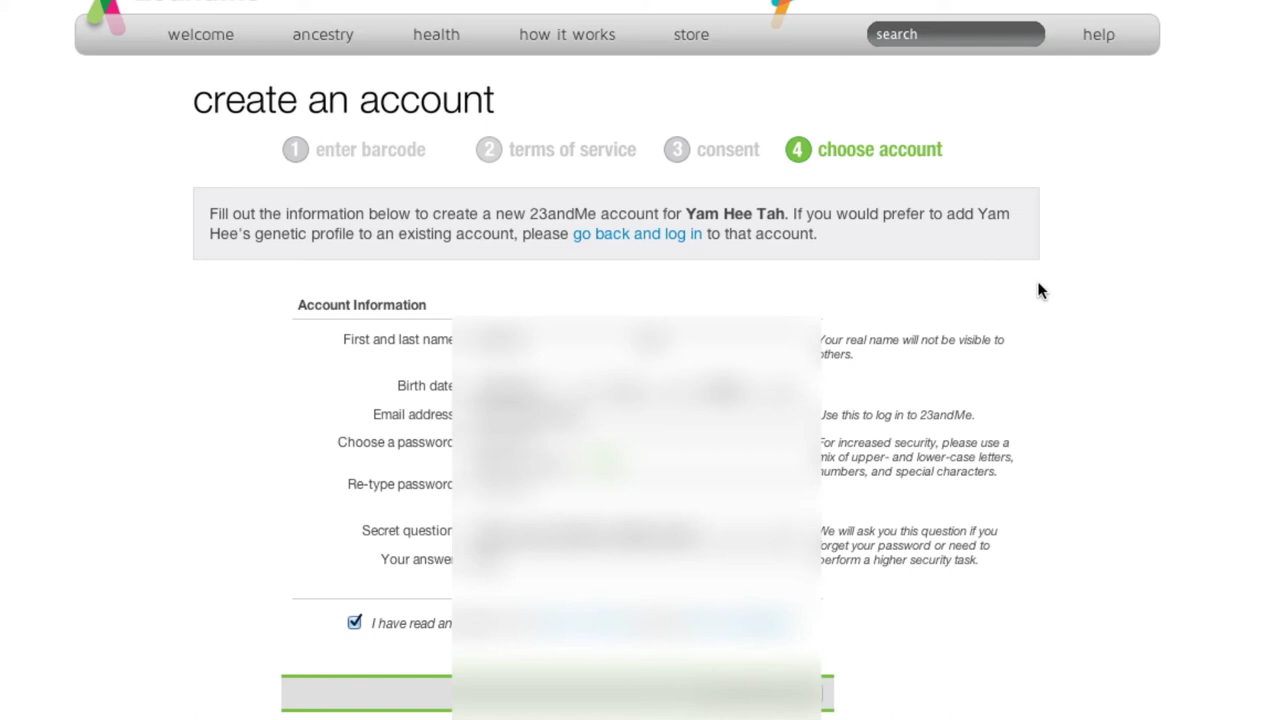 welcome ancestry health how it works store search help
create an account
1 enter barcode 2 terms of service 3 consent 4 choose account
Fill out the information below to create a new 23andMe account for Yam Hee Tah. If you would prefer to add Yam
Hee's genetic profile to an existing account, please go back and log in to that account.
Account Information
First and last name Your real name will not be visible to
others.
Birth date
Email address Use this to log in to 23andMe.
Choose a password For increased security, please use a
mix of upper- and lower-case letters,
numbers, and special characters.
Re-type password
Secret question We will ask you this question if you
forget your password or need to
perform a higher security task.
Your answer
I have read an